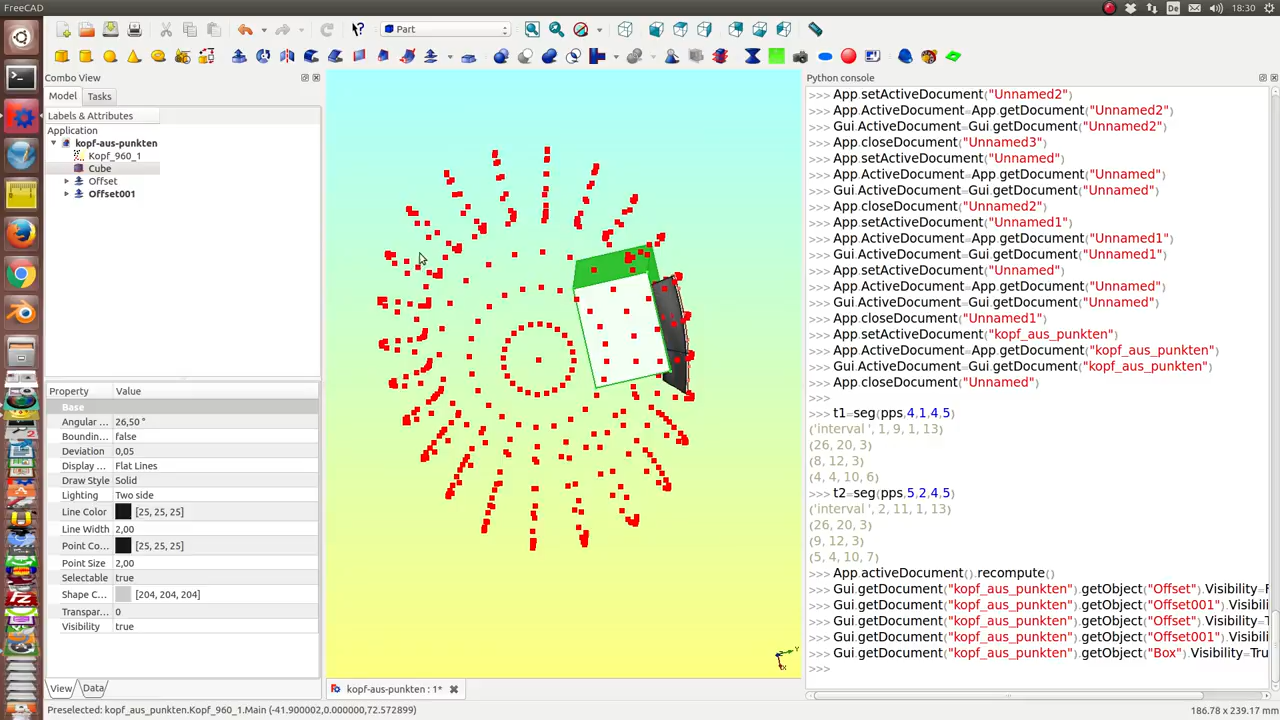 FreeCAD
De
18:30
Part
Combo View
Model
Tasks
Labels & Attributes
Application
kopf-aus-punkten
Kopf_960_1
Cube
Offset
Offset001
Property
Value
Base
Angular ...
26,50 °
Boundin...
false
Deviation
0,05
Display ...
Flat Lines
Draw Style
Solid
Lighting
Two side
Line Color
[25, 25, 25]
Line Width
2,00
Point Co...
[25, 25, 25]
Point Size
2,00
Selectable
true
Shape C...
[204, 204, 204]
Transpar...
0
Visibility
true
View
Data
kopf-aus-punkten : 1*
Python console
>>> App.setActiveDocument("Unnamed2")
>>> App.ActiveDocument=App.getDocument("Unnamed2")
>>> Gui.ActiveDocument=Gui.getDocument("Unnamed2")
>>> App.closeDocument("Unnamed3")
>>> App.setActiveDocument("Unnamed")
>>> App.ActiveDocument=App.getDocument("Unnamed")
>>> Gui.ActiveDocument=Gui.getDocument("Unnamed")
>>> App.closeDocument("Unnamed2")
>>> App.setActiveDocument("Unnamed1")
>>> App.ActiveDocument=App.getDocument("Unnamed1")
>>> Gui.ActiveDocument=Gui.getDocument("Unnamed1")
>>> App.setActiveDocument("Unnamed")
>>> App.ActiveDocument=App.getDocument("Unnamed")
>>> Gui.ActiveDocument=Gui.getDocument("Unnamed")
>>> App.closeDocument("Unnamed1")
>>> App.setActiveDocument("kopf_aus_punkten")
>>> App.ActiveDocument=App.getDocument("kopf_aus_punkten")
>>> Gui.ActiveDocument=Gui.getDocument("kopf_aus_punkten")
>>> App.closeDocument("Unnamed")
>>>
>>> t1=seg(pps,4,1,4,5)
('interval ', 1, 9, 1, 13)
(26, 20, 3)
(8, 12, 3)
(4, 4, 10, 6)
>>> t2=seg(pps,5,2,4,5)
('interval ', 2, 11, 1, 13)
(26, 20, 3)
(9, 12, 3)
(5, 4, 10, 7)
>>> App.activeDocument().recompute()
>>> Gui.getDocument("kopf_aus_punkten").getObject("Offset").Visibility=F
>>> Gui.getDocument("kopf_aus_punkten").getObject("Offset001").Visibili
>>> Gui.getDocument("kopf_aus_punkten").getObject("Offset").Visibility=T
>>> Gui.getDocument("kopf_aus_punkten").getObject("Offset001").Visibili
>>> Gui.getDocument("kopf_aus_punkten").getObject("Box").Visibility=Tru
>>>
Preselected: kopf_aus_punkten.Kopf_960_1.Main (-41.900002,0.000000,72.572899)
186.78 x 239.17 mm